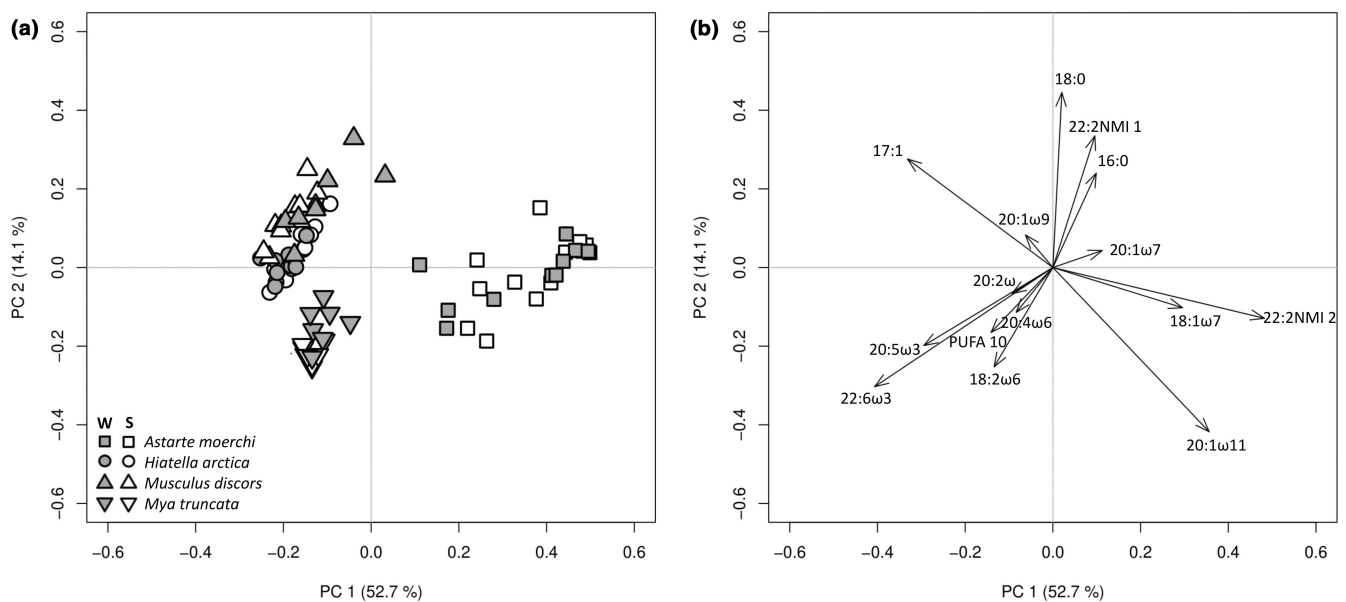 (a)
0.6
0.4
0.2
0.0
−0.2
−0.4
−0.6
PC 2 (14.1 %)
W S
Astarte moerchi
Hiatella arctica
Musculus discors
Mya truncata
−0.6 −0.4 −0.2 0.0 0.2 0.4 0.6
PC 1 (52.7 %)
(b)
0.6
0.4
0.2
0.0
−0.2
−0.4
−0.6
PC 2 (14.1 %)
18:0
22:2NMI 1
17:1
16:0
20:1ω9
20:1ω7
20:2ω
22:2NMI 2
18:1ω7
20:4ω6
PUFA 10
20:5ω3
18:2ω6
22:6ω3
20:1ω11
−0.6 −0.4 −0.2 0.0 0.2 0.4 0.6
PC 1 (52.7 %)